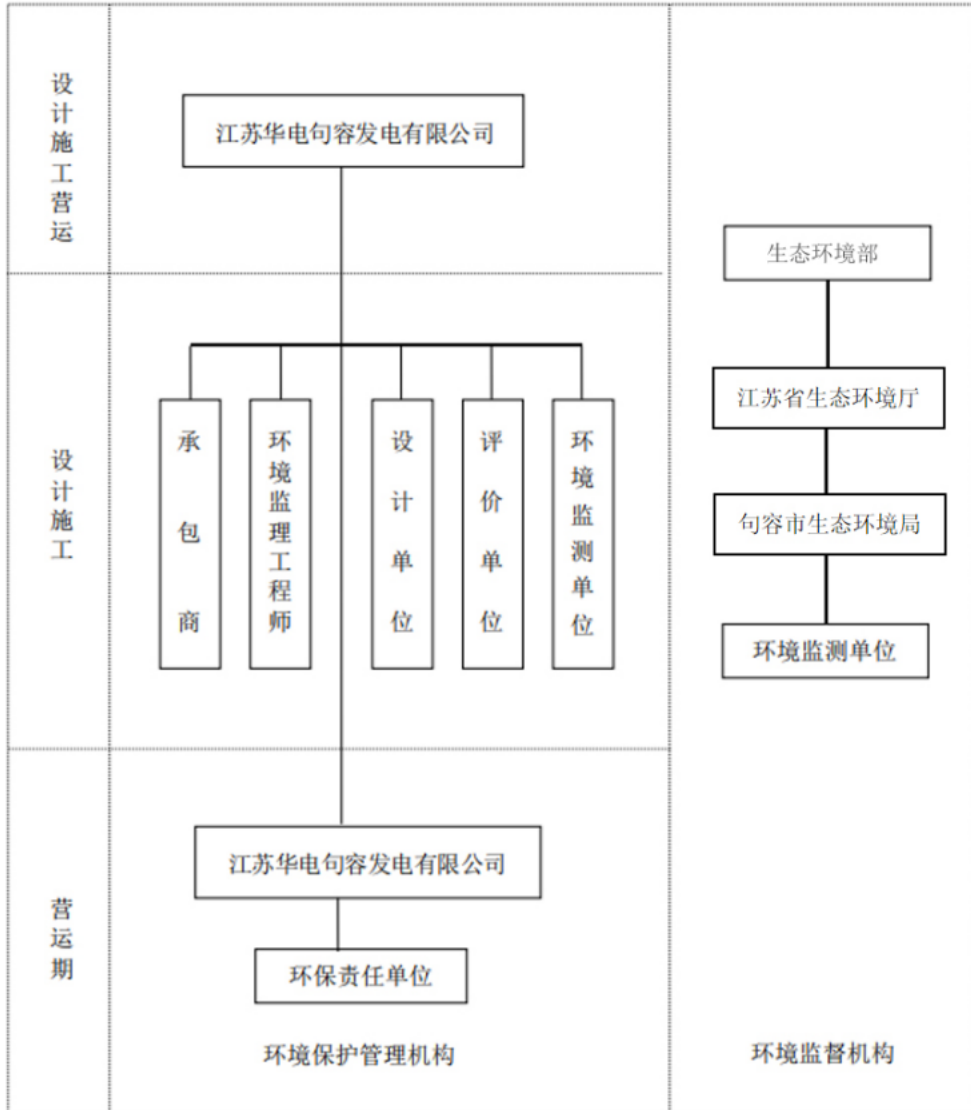 设计施工营运
江苏华电句容发电有限公司
生态环境部
江苏省生态环境厅
句容市生态环境局
环境监测单位
设计施工
承包商
环境监理工程师
设计单位
评价单位
环境监测单位
营运期
江苏华电句容发电有限公司
环保责任单位
环境保护管理机构
环境监督机构